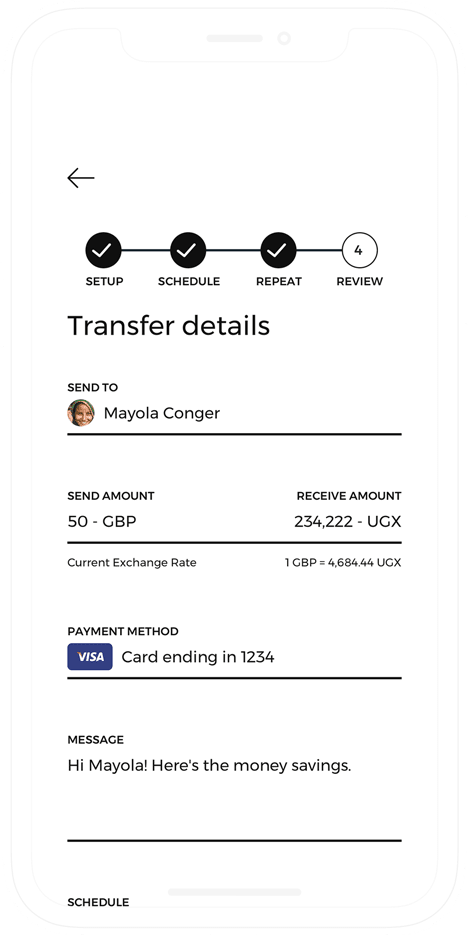 4
SETUP SCHEDULE REPEAT REVIEW
Transfer details
SEND TO
Mayola Conger
SEND AMOUNT RECEIVE AMOUNT
50 - GBP 234,222 - UGX
Current Exchange Rate 1 GBP = 4,684.44 UGX
PAYMENT METHOD
VISA Card ending in 1234
MESSAGE
Hi Mayola! Here's the money savings.
SCHEDULE